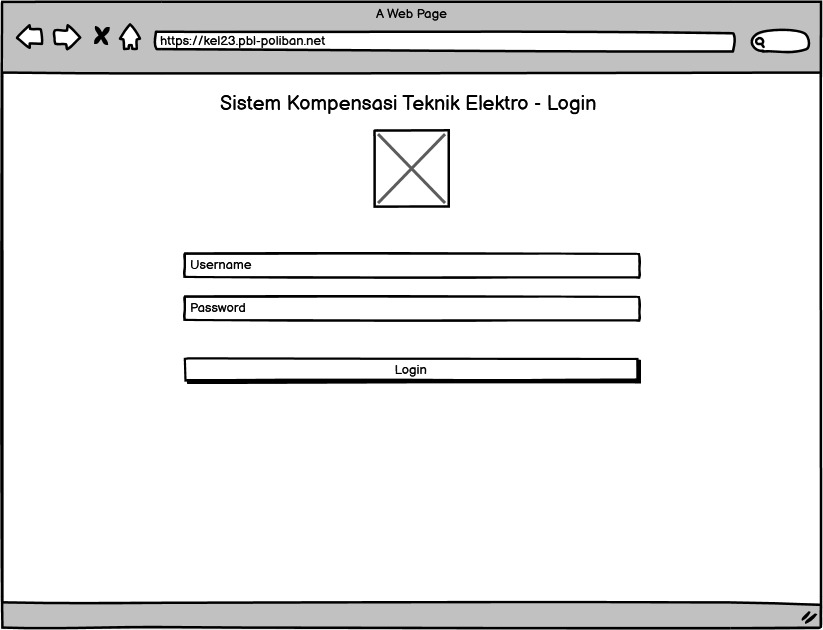 A Web Page
https://kel23.pbl-poliban.net
Sistem Kompensasi Teknik Elektro - Login
Username
Password
Login